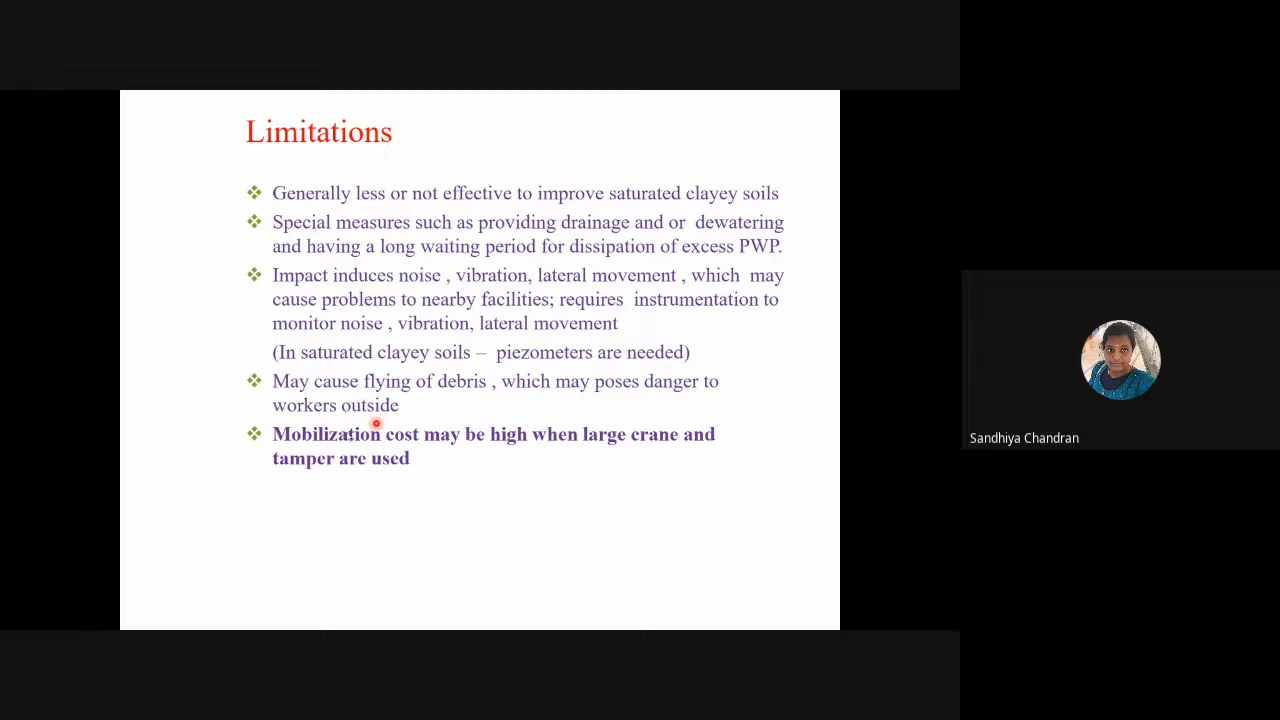 Limitations
Generally less or not effective to improve saturated clayey soils
Special measures such as providing drainage and or dewatering
and having a long waiting period for dissipation of excess PWP.
Impact induces noise , vibration, lateral movement , which may
cause problems to nearby facilities; requires instrumentation to
monitor noise , vibration, lateral movement
(In saturated clayey soils – piezometers are needed)
May cause flying of debris , which may poses danger to
workers outside
Mobilization cost may be high when large crane and
tamper are used
Sandhiya Chandran